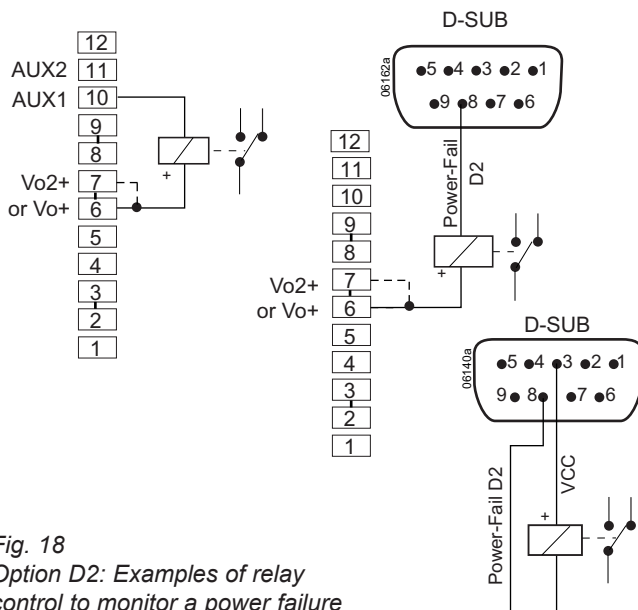 12
AUX2 11
AUX1 10
9
8
Vo2+ 7
or Vo+ 6
+
5
4
3
2
1
D-SUB
06162a
5 4 3 2 1
9 8 7 6
Power-Fail
D2
12
11
10
9
8
Vo2+ 7
or Vo+ 6
+
5
4
3
2
1
D-SUB
06140a
5 4 3 2 1
9 8 7 6
Power-Fail D2
VCC
+
Fig. 18
Option D2: Examples of relay
control to monitor a power failure